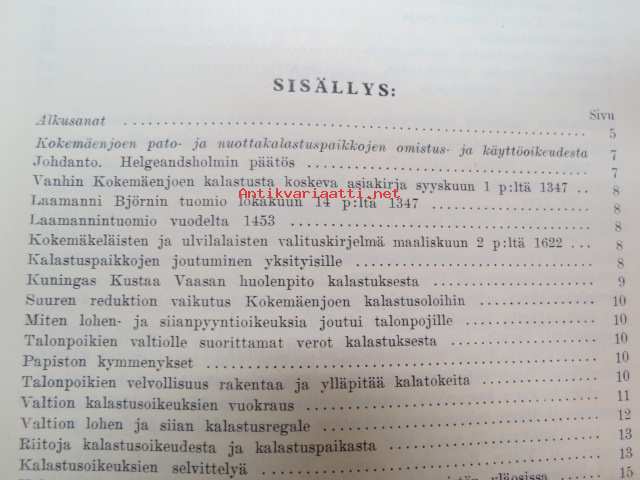 SISÄLLYS:
Sivu
Alkusanat 5
Kokemäenjoen pato- ja nuottakalastuspaikkojen omistus- ja käyttöoikeudesta 7
Johdanto. Helgeandsholmin päätös 7
Vanhin Kokemäenjoen kalastusta koskeva asiakirja syyskuun 1 p:ltä 1347 .. 8
Antikvariaatti.net
Laamanni Björnin tuomio lokakuun 14 p:ltä 1347 8
Laamannintuomio vuodelta 1453 8
Kokemäkeläisten ja ulvilalaisten valituskirjelmä maaliskuun 2 p:ltä 1622 ... 8
Kalastuspaikkojen joutuminen yksityisille 8
Kuningas Kustaa Vaasan huolenpito kalastuksesta 9
Suuren reduktion vaikutus Kokemäenjoen kalastusoloihin 10
Miten lohen- ja siianpyyntioikeuksia joutui talonpojille 10
Talonpoikien valtiolle suorittamat verot kalastuksesta 10
Papiston kymmenykset 10
Talonpoikien velvollisuus rakentaa ja ylläpitää kalatokeita 10
Valtion kalastusoikeuksien vuokraus 11
Valtion lohen ja siian kalastusregale 12
Riitoja kalastusoikeudesta ja kalastuspaikasta 13
Kalastusoikeuksien selvittelyä 13
yläosissa 15